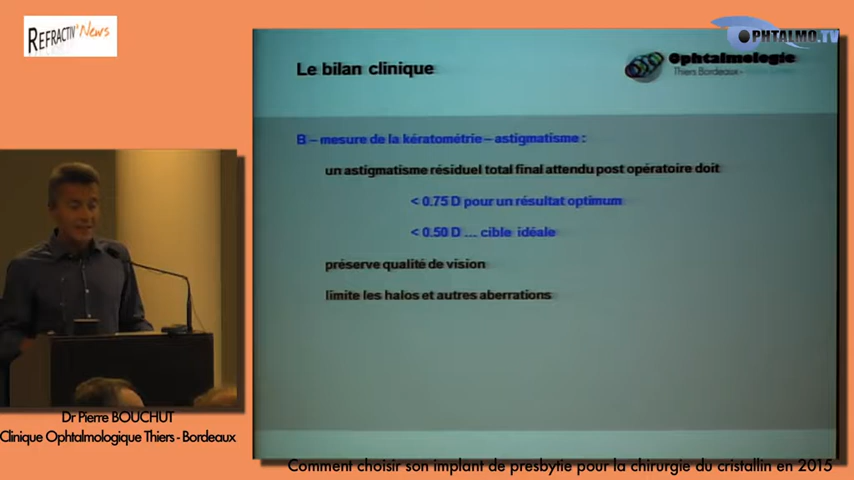 REFRACTIV' News
OPHTALMO.TV
Ophtalmologie
Thiers Bordeaux -
Le bilan clinique
B – mesure de la kératométrie – astigmatisme :
un astigmatisme résiduel total final attendu post opératoire doit
< 0.75 D pour un résultat optimum
< 0.50 D ... cible idéale
préserve qualité de vision
limite les halos et autres aberrations
Dr Pierre BOUCHUT
Clinique Ophtalmologique Thiers - Bordeaux
Comment choisir son implant de presbytie pour la chirurgie du cristallin en 2015